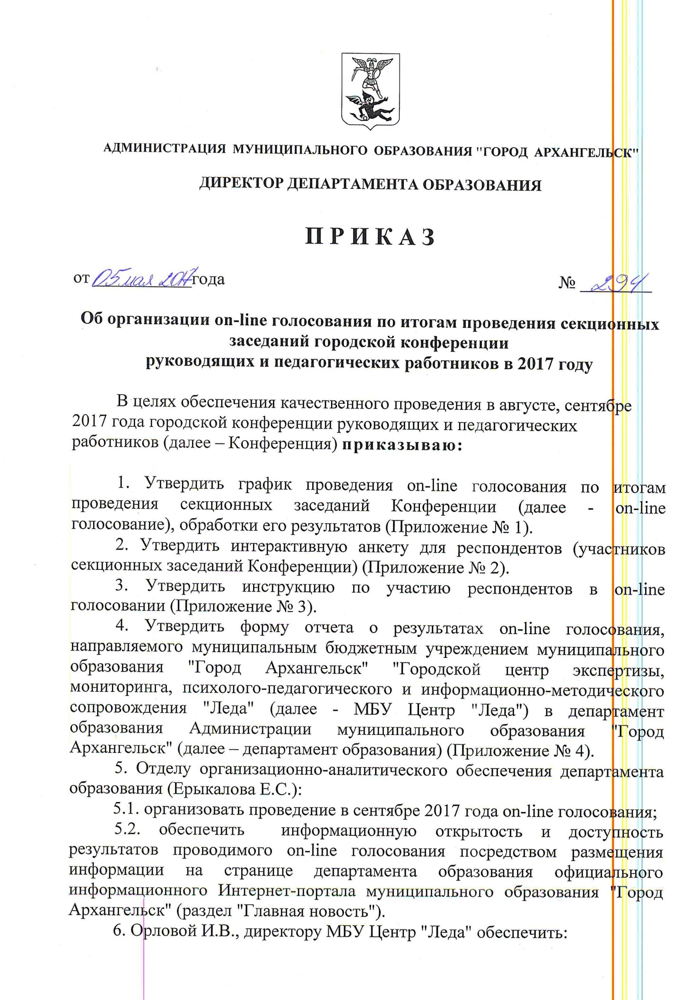 АДМИНИСТРАЦИЯ МУНИЦИПАЛЬНОГО ОБРАЗОВАНИЯ "ГОРОД АРХАНГЕЛЬСК"
ДИРЕКТОР ДЕПАРТАМЕНТА ОБРАЗОВАНИЯ
П Р И К А З
от 05 мая 2017 года № 294
Об организации on-line голосования по итогам проведения секционных
заседаний городской конференции
руководящих и педагогических работников в 2017 году
В целях обеспечения качественного проведения в августе, сентябре
2017 года городской конференции руководящих и педагогических
работников (далее – Конференция) приказываю:
1. Утвердить график проведения on-line голосования по итогам
проведения секционных заседаний Конференции (далее - on-line
голосование), обработки его результатов (Приложение № 1).
2. Утвердить интерактивную анкету для респондентов (участников
секционных заседаний Конференции) (Приложение № 2).
3. Утвердить инструкцию по участию респондентов в on-line
голосовании (Приложение № 3).
4. Утвердить форму отчета о результатах on-line голосования,
направляемого муниципальным бюджетным учреждением муниципального
образования "Город Архангельск" "Городской центр экспертизы,
мониторинга, психолого-педагогического и информационно-методического
сопровождения "Леда" (далее - МБУ Центр "Леда") в департамент
образования Администрации муниципального образования "Город
Архангельск" (далее – департамент образования) (Приложение № 4).
5. Отделу организационно-аналитического обеспечения департамента
образования (Ерыкалова Е.С.):
5.1. организовать проведение в сентябре 2017 года on-line голосования;
5.2. обеспечить информационную открытость и доступность
результатов проводимого on-line голосования посредством размещения
информации на странице департамента образования официального
информационного Интернет-портала муниципального образования "Город
Архангельск" (раздел "Главная новость").
6. Орловой И.В., директору МБУ Центр "Леда" обеспечить: